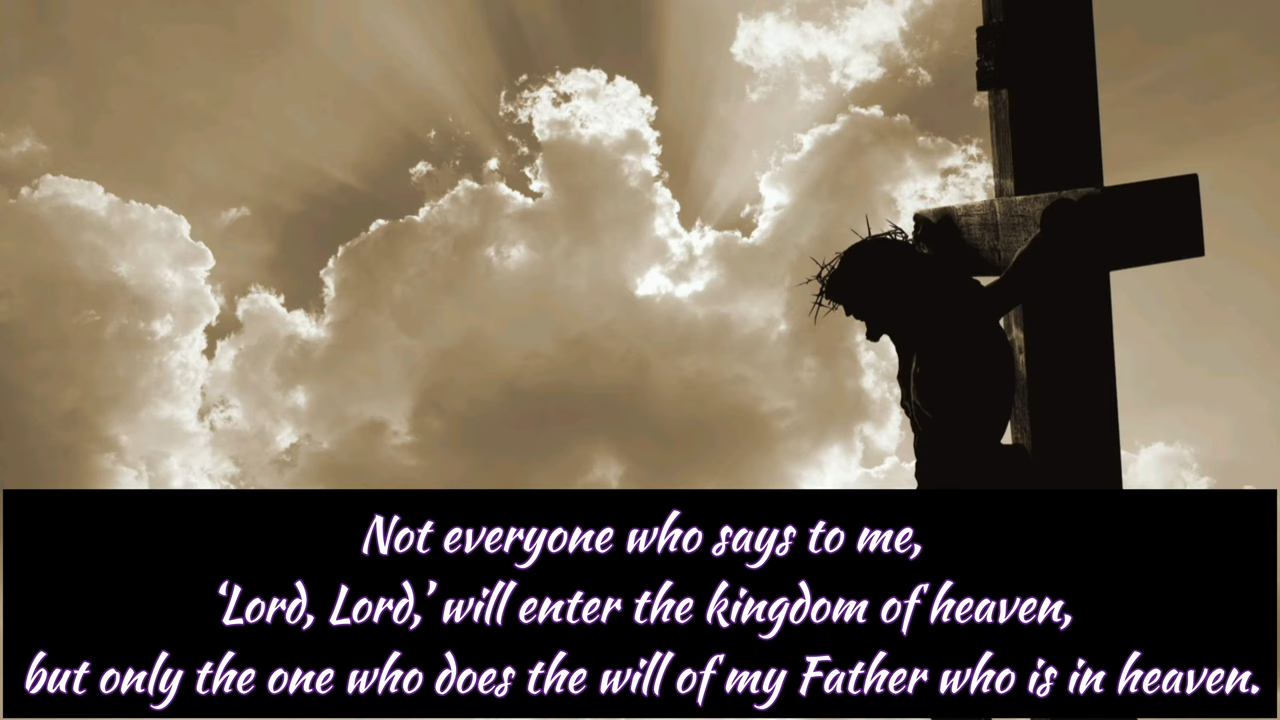 Not everyone who says to me,
‘Lord, Lord,’ will enter the kingdom of heaven,
but only the one who does the will of my Father who is in heaven.